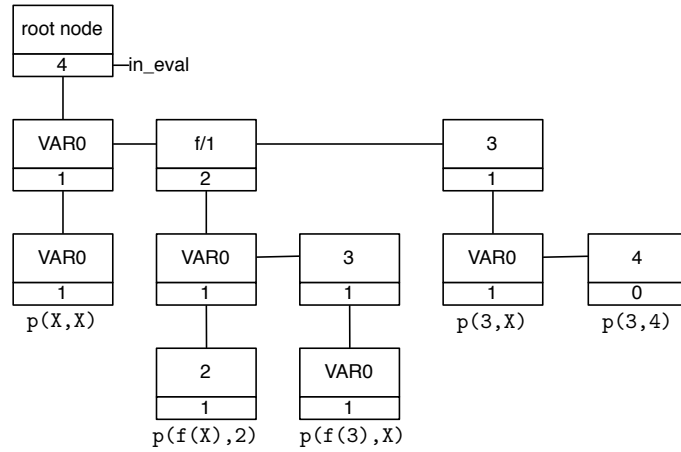 root node
4 in_eval
VAR0 f/1 3
1 2 1
VAR0 VAR0 3 VAR0 4
1 1 1 1 0
p(X,X) p(3,X) p(3,4)
2 VAR0
1 1
p(f(X),2) p(f(3),X)